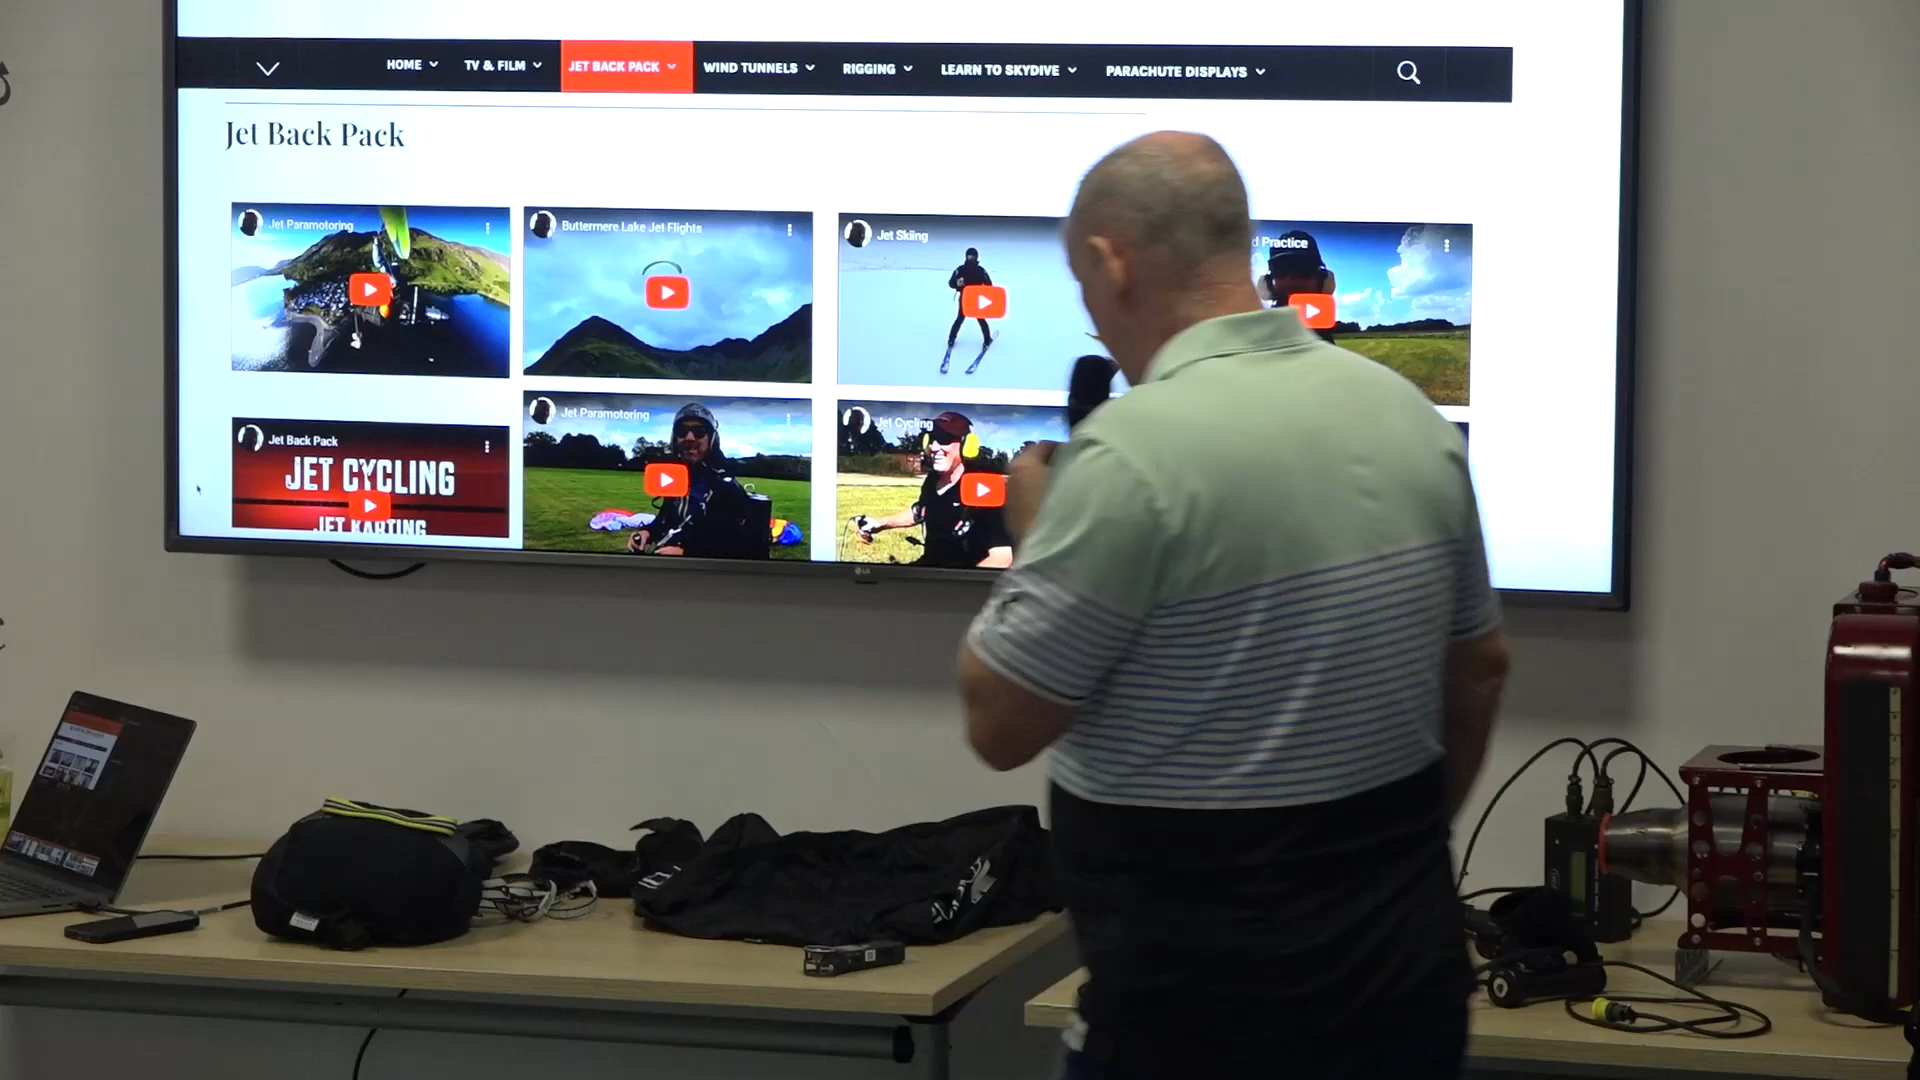 HOME TV & FILM JET BACK PACK WIND TUNNELS RIGGING LEARN TO SKYDIVE PARACHUTE DISPLAYS
Jet Back Pack
Jet Paramotoring
Buttermere Lake Jet Flights
Jet Skiing
Practice
Jet Back Pack
JET CYCLING
JET KARTING
Jet Paramotoring
Jet Cycling
LG